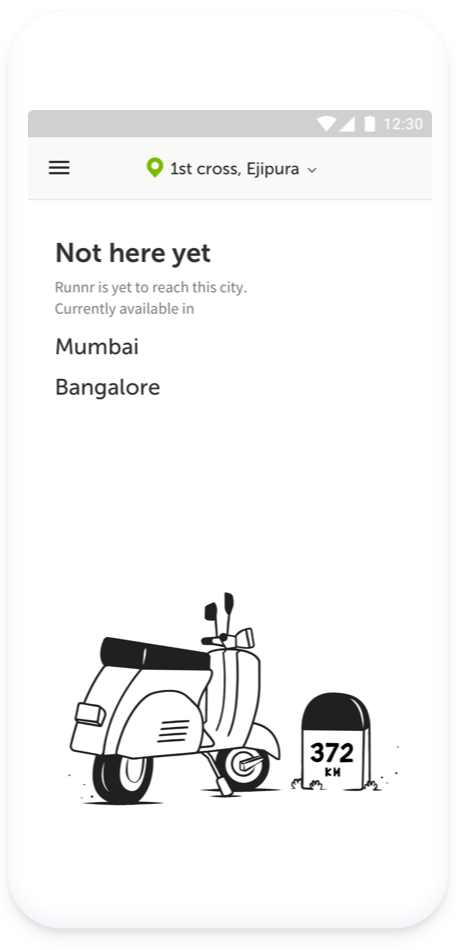 12:30
1st cross, Ejipura
Not here yet
Runnr is yet to reach this city.
Currently available in
Mumbai
Bangalore
372
KM